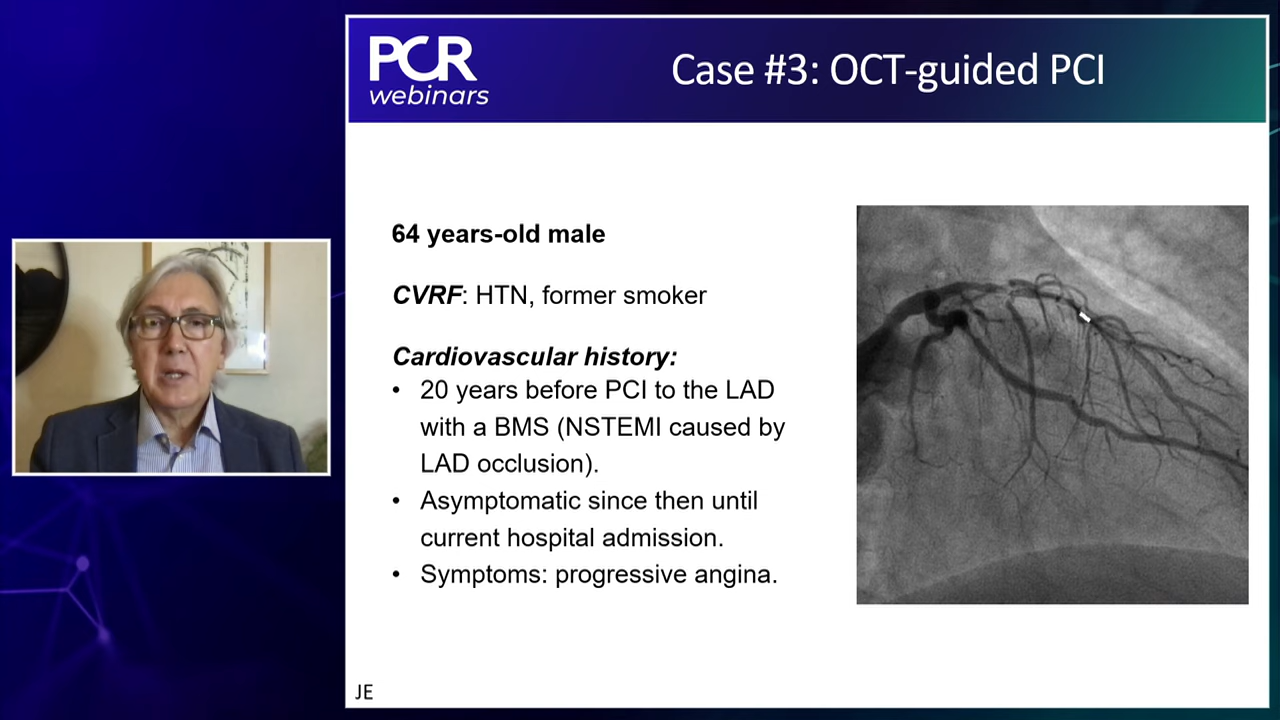 PCR
webinars
Case #3: OCT-guided PCI
64 years-old male
CVRF: HTN, former smoker
Cardiovascular history:
• 20 years before PCI to the LAD
with a BMS (NSTEMI caused by
LAD occlusion).
• Asymptomatic since then until
current hospital admission.
• Symptoms: progressive angina.
JE